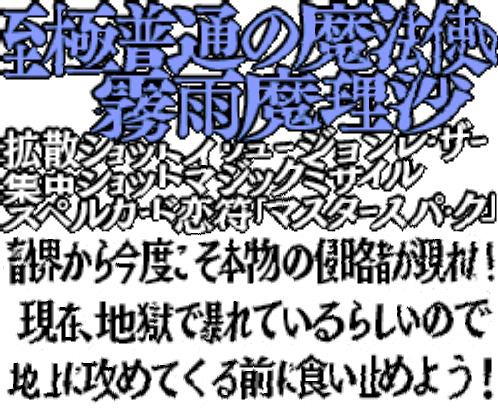 至極普通の魔法使い
霧雨魔理沙
拡散ショットイリュージョンレーザー
集中ショットマジックミサイル
スペルカード恋符「マスタースパーク」
畜界から今度こそ本物の侵略者が現れ!
現在、地獄で暴れているらしいので
地上に攻めてくる前に食い止めよう!